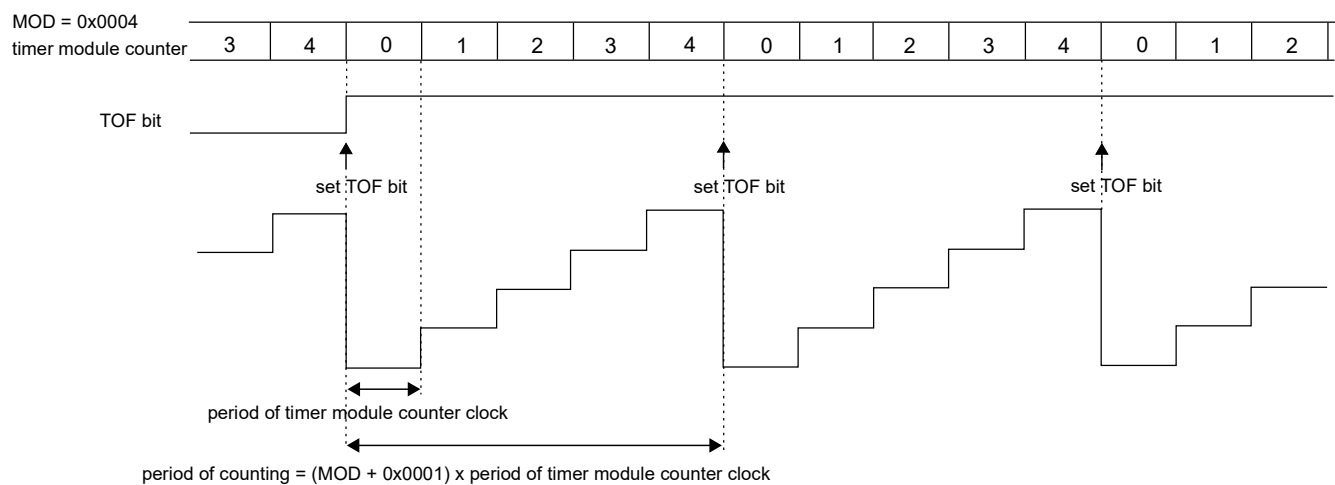 MOD = 0x0004
timer module counter 3 4 0 1 2 3 4 0 1 2 3 4 0 1 2
TOF bit
set TOF bit set TOF bit set TOF bit
period of timer module counter clock
period of counting = (MOD + 0x0001) x period of timer module counter clock